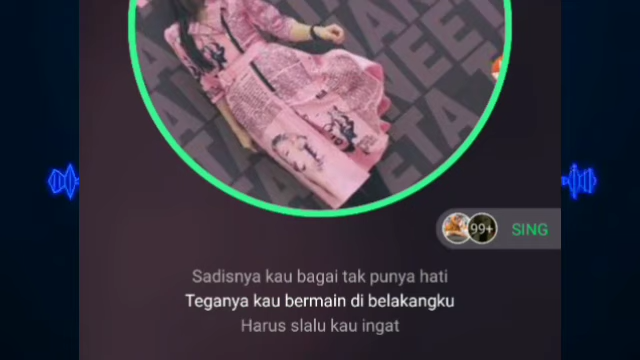 99+ SING
Sadisnya kau bagai tak punya hati
Teganya kau bermain di belakangku
Harus slalu kau ingat